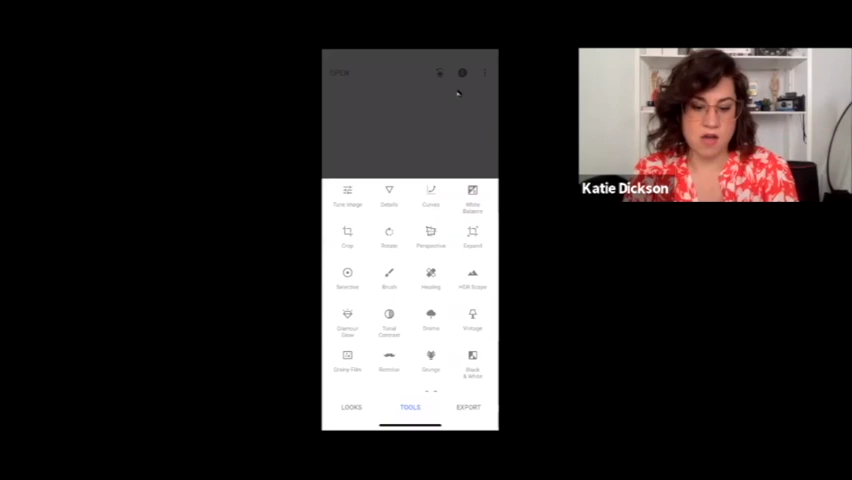 OPEN
Tune Image
Details
Curves
White
Balance
Crop
Rotate
Perspective
Expand
Selective
Brush
Healing
HDR Scape
Glamour
Glow
Tonal
Contrast
Drama
Vintage
Grainy Film
Retrolux
Grunge
Black
& White
LOOKS
TOOLS
EXPORT
Katie Dickson